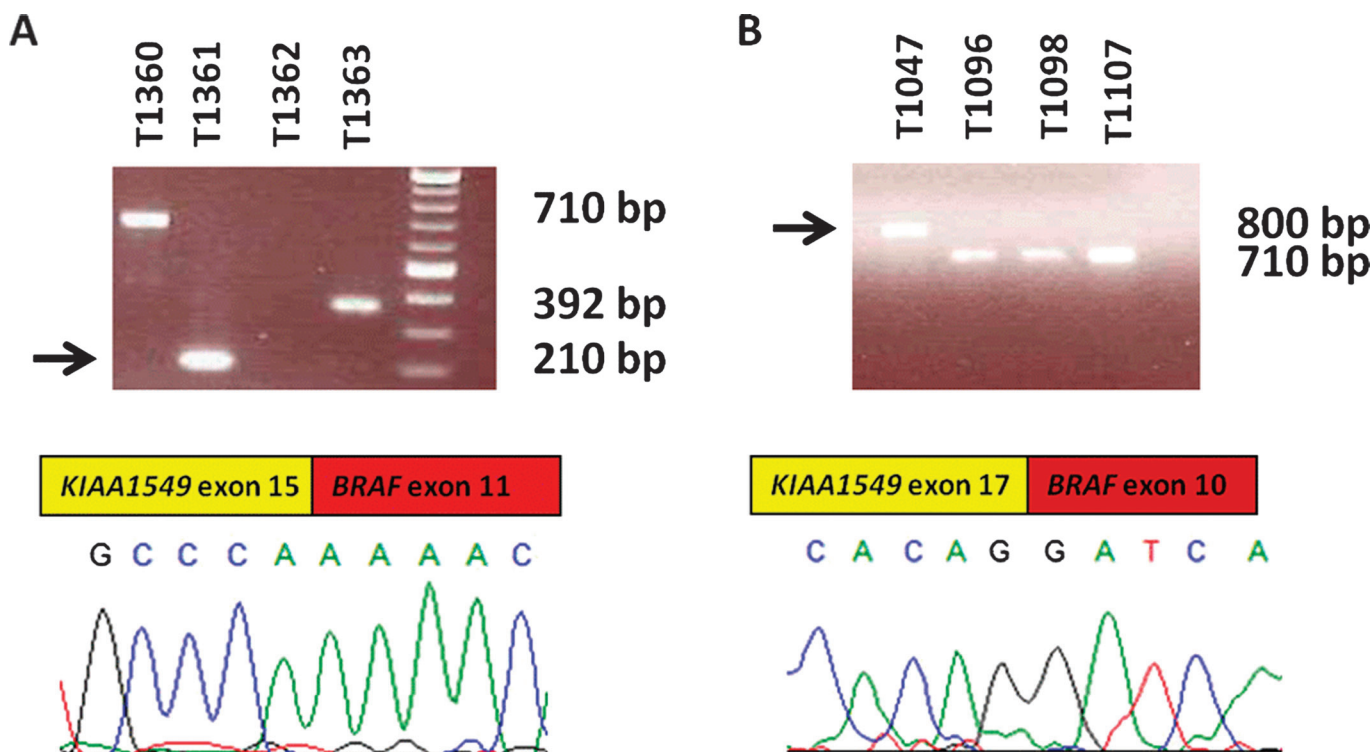 A
T1360
T1361
T1362
T1363
710 bp
392 bp
210 bp
KIAA1549 exon 15
BRAF exon 11
G C C C A A A A A C
B
T1047
T1096
T1098
T1107
800 bp
710 bp
KIAA1549 exon 17
BRAF exon 10
C A C A G G A T C A